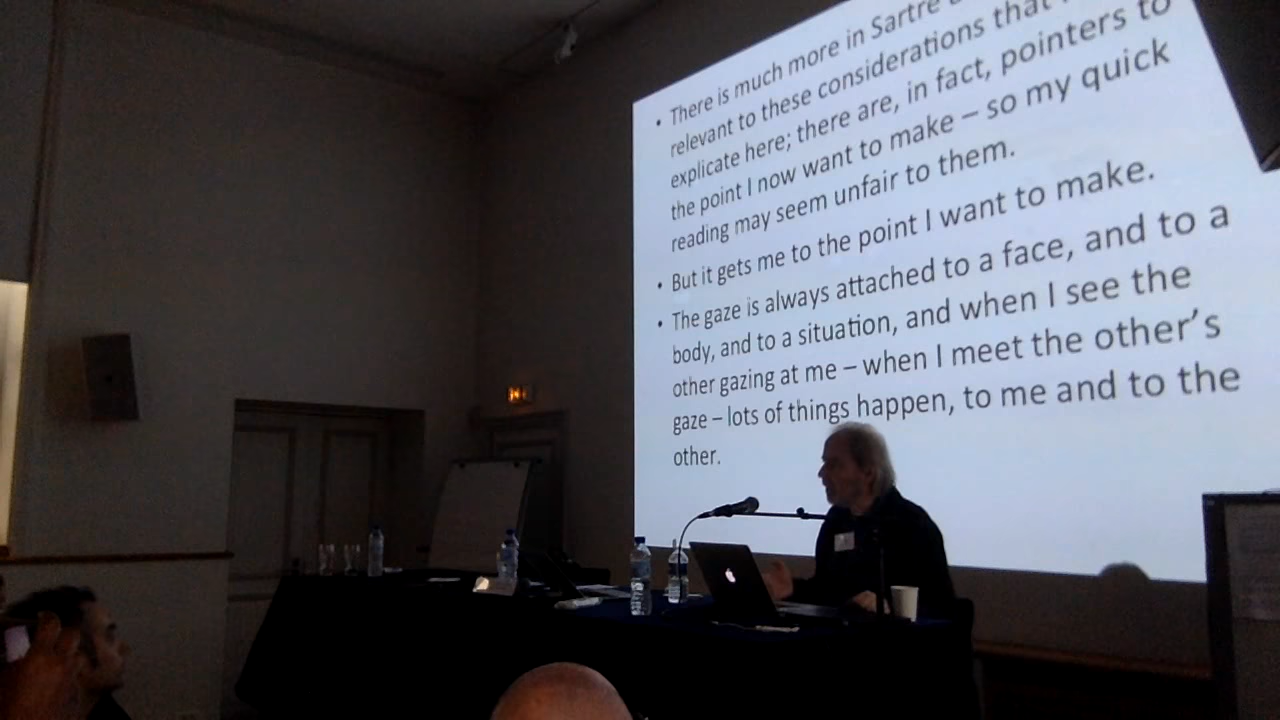 • There is much more in Sartre
relevant to these considerations that
explicate here; there are, in fact, pointers to
the point I now want to make – so my quick
reading may seem unfair to them.
• But it gets me to the point I want to make.
• The gaze is always attached to a face, and to a
body, and to a situation, and when I see the
other gazing at me – when I meet the other’s
gaze – lots of things happen, to me and to the
other.